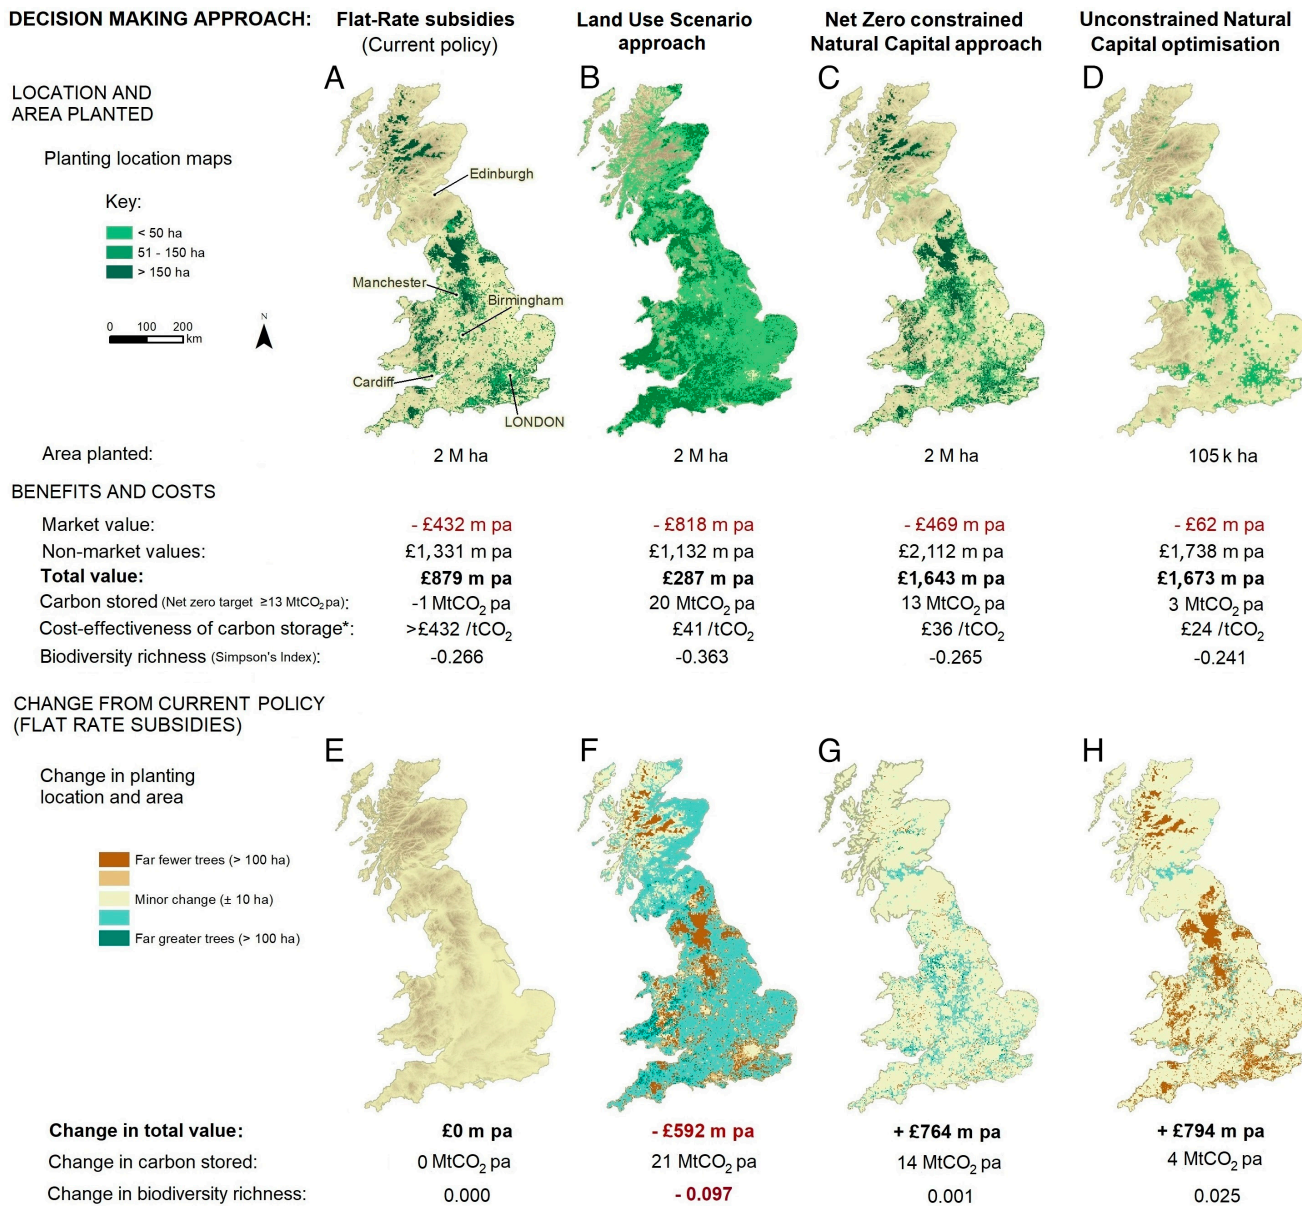 DECISION MAKING APPROACH:
Flat-Rate subsidies
(Current policy)
Land Use Scenario
approach
Net Zero constrained
Natural Capital approach
Unconstrained Natural
Capital optimisation
LOCATION AND
AREA PLANTED
Planting location maps
Key:
< 50 ha
51 - 150 ha
> 150 ha
0 100 200
km
N
A
Edinburgh
Manchester
Birmingham
Cardiff
LONDON
B
C
D
Area planted: 2 M ha 2 M ha 2 M ha 105 k ha
BENEFITS AND COSTS
Market value: - £432 m pa - £818 m pa - £469 m pa - £62 m pa
Non-market values: £1,331 m pa £1,132 m pa £2,112 m pa £1,738 m pa
Total value: £879 m pa £287 m pa £1,643 m pa £1,673 m pa
Carbon stored (Net zero target ≥13 MtCO2 pa): -1 MtCO2 pa 20 MtCO2 pa 13 MtCO2 pa 3 MtCO2 pa
Cost-effectiveness of carbon storage*: >£432 /tCO2 £41 /tCO2 £36 /tCO2 £24 /tCO2
Biodiversity richness (Simpson's Index): -0.266 -0.363 -0.265 -0.241
CHANGE FROM CURRENT POLICY
(FLAT RATE SUBSIDIES)
E
F
G
H
Change in planting
location and area
Far fewer trees (> 100 ha)
Minor change (± 10 ha)
Far greater trees (> 100 ha)
Change in total value: £0 m pa - £592 m pa + £764 m pa + £794 m pa
Change in carbon stored: 0 MtCO2 pa 21 MtCO2 pa 14 MtCO2 pa 4 MtCO2 pa
Change in biodiversity richness: 0.000 - 0.097 0.001 0.025